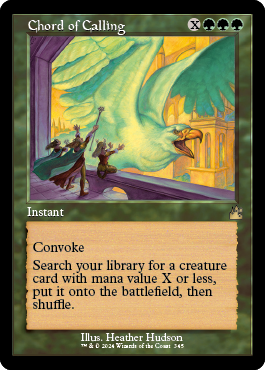 Chord of Calling X
Instant
Convoke
Search your library for a creature
card with mana value X or less,
put it onto the battlefield, then
shuffle.
Illus. Heather Hudson
™ & © 2024 Wizards of the Coast 345